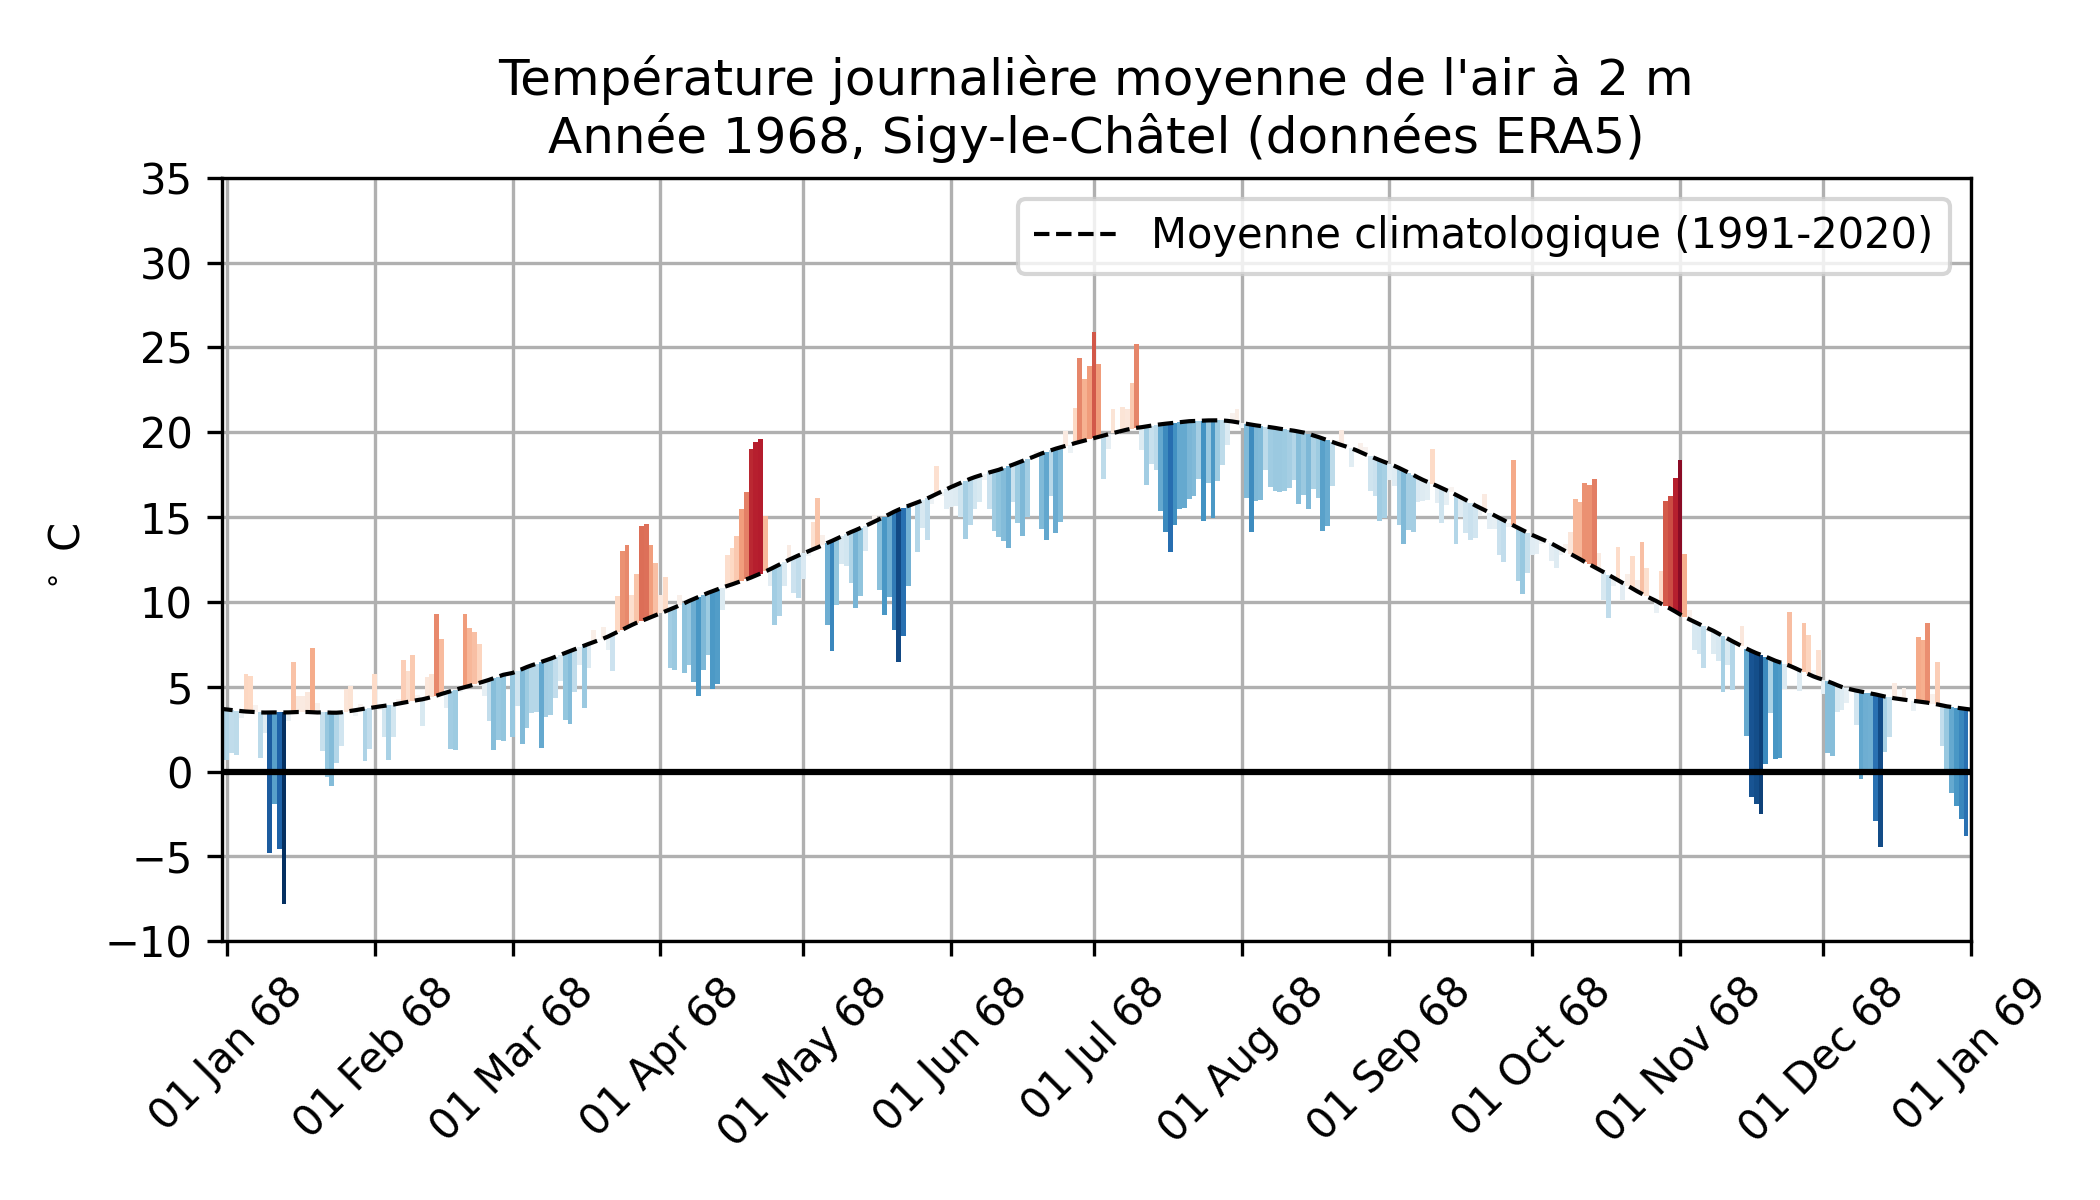 Température journalière moyenne de l'air à 2 m
Année 1968, Sigy-le-Châtel (données ERA5)
Moyenne climatologique (1991-2020)
° C
35
30
25
20
15
10
5
0
−5
−10
01 Jan 68
01 Feb 68
01 Mar 68
01 Apr 68
01 May 68
01 Jun 68
01 Jul 68
01 Aug 68
01 Sep 68
01 Oct 68
01 Nov 68
01 Dec 68
01 Jan 69